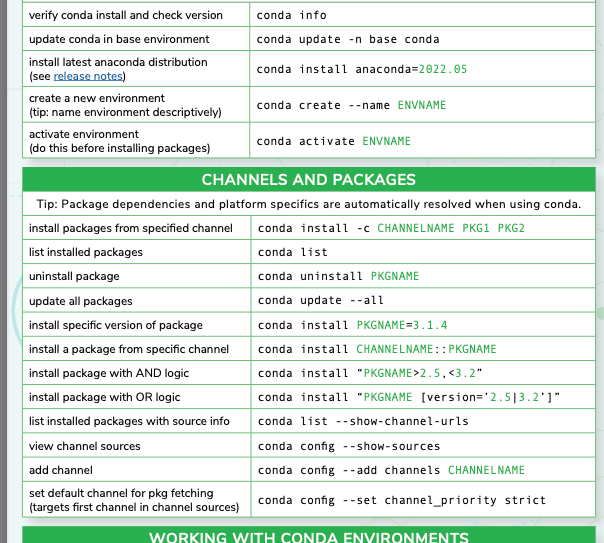 verify conda install and check version
conda info
update conda in base environment
conda update -n base conda
install latest anaconda distribution
(see release notes)
conda install anaconda=2022.05
create a new environment
(tip: name environment descriptively)
conda create --name ENVNAME
activate environment
(do this before installing packages)
conda activate ENVNAME
CHANNELS AND PACKAGES
Tip: Package dependencies and platform specifics are automatically resolved when using conda.
install packages from specified channel
conda install -c CHANNELNAME PKG1 PKG2
list installed packages
conda list
uninstall package
conda uninstall PKGNAME
update all packages
conda update --all
install specific version of package
conda install PKGNAME=3.1.4
install a package from specific channel
conda install CHANNELNAME::PKGNAME
install package with AND logic
conda install “PKGNAME>2.5,<3.2”
install package with OR logic
conda install “PKGNAME [version=’2.5|3.2’]”
list installed packages with source info
conda list --show-channel-urls
view channel sources
conda config --show-sources
add channel
conda config --add channels CHANNELNAME
set default channel for pkg fetching
(targets first channel in channel sources)
conda config --set channel_priority strict
WORKING WITH CONDA ENVIRONMENTS